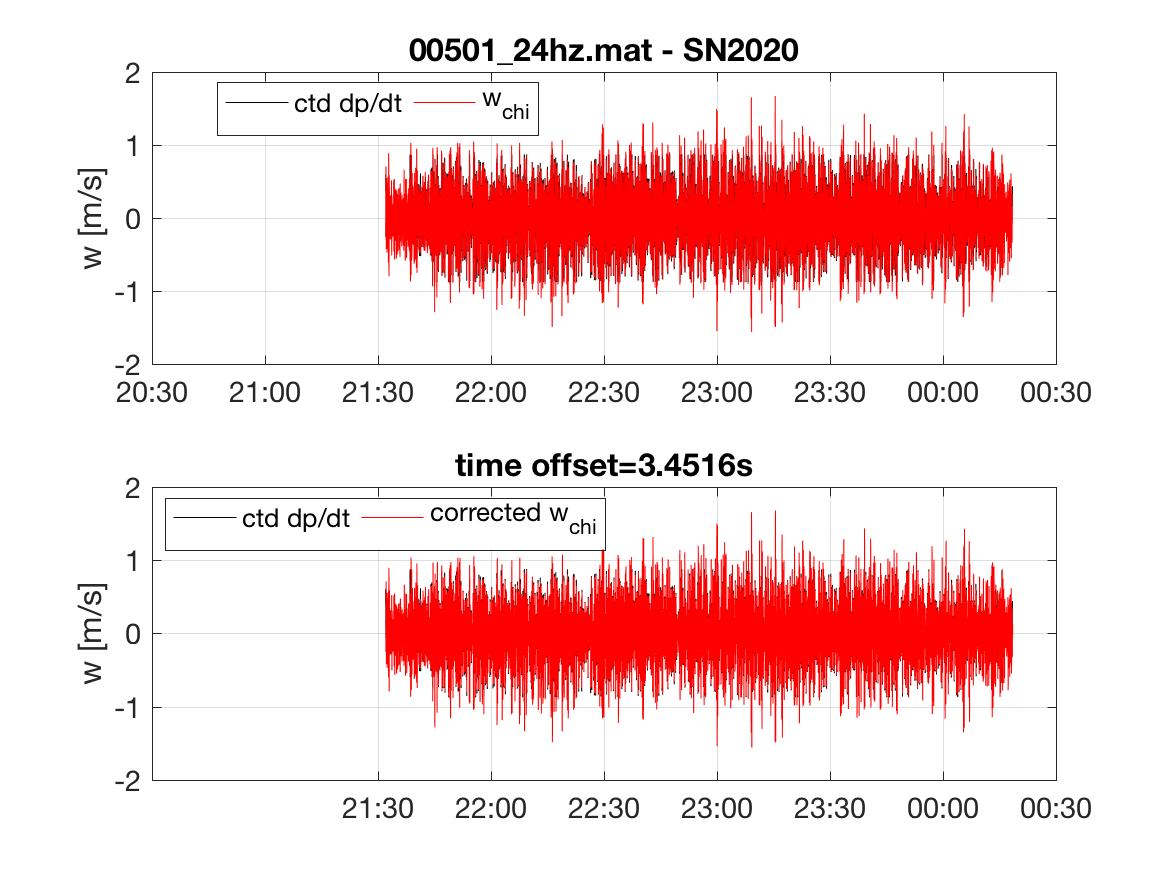 00501_24hz.mat - SN2020
ctd dp/dt w_chi
2
1
0
-1
-2
w [m/s]
20:30 21:00 21:30 22:00 22:30 23:00 23:30 00:00 00:30
time offset=3.4516s
ctd dp/dt corrected w_chi
2
1
0
-1
-2
w [m/s]
21:30 22:00 22:30 23:00 23:30 00:00 00:30